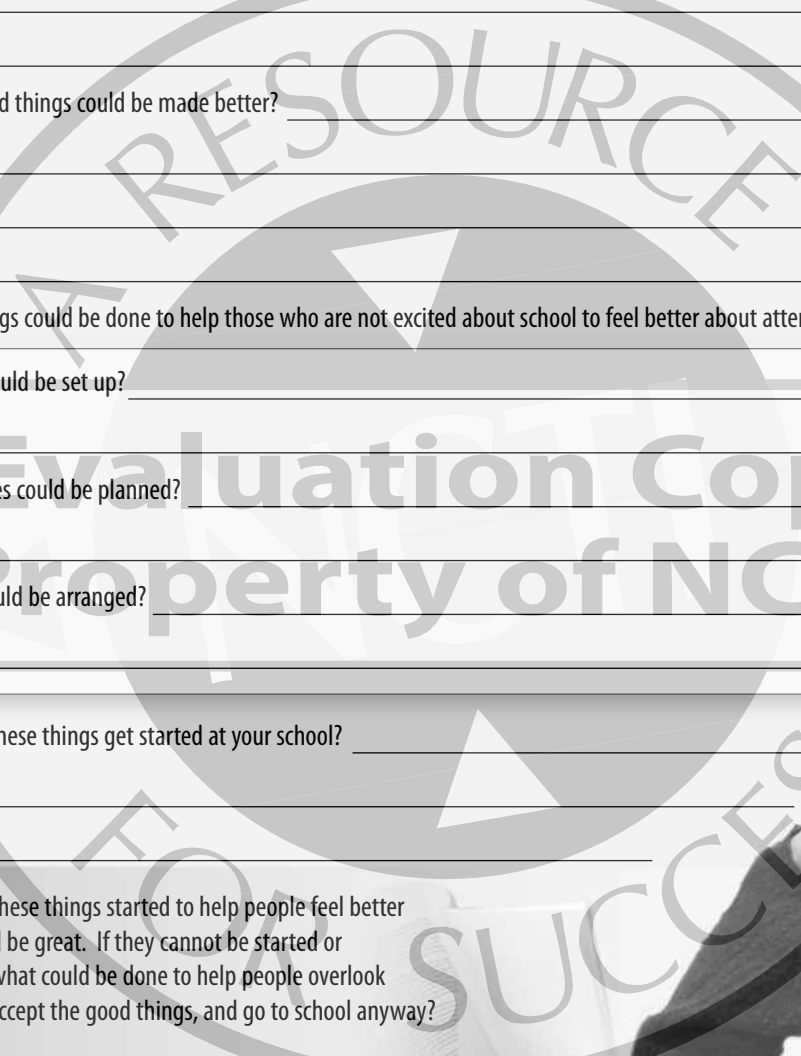 d things could be made better?
gs could be done to help those who are not excited about school to feel better about atte
uld be set up?
es could be planned?
uld be arranged?
hese things get started at your school?
hese things started to help people feel better
be great. If they cannot be started or
what could be done to help people overlook
ccept the good things, and go to school anyway?
A RESOURCE
FOR SUCCES
NCTI
Evaluation Cop
Property of NC